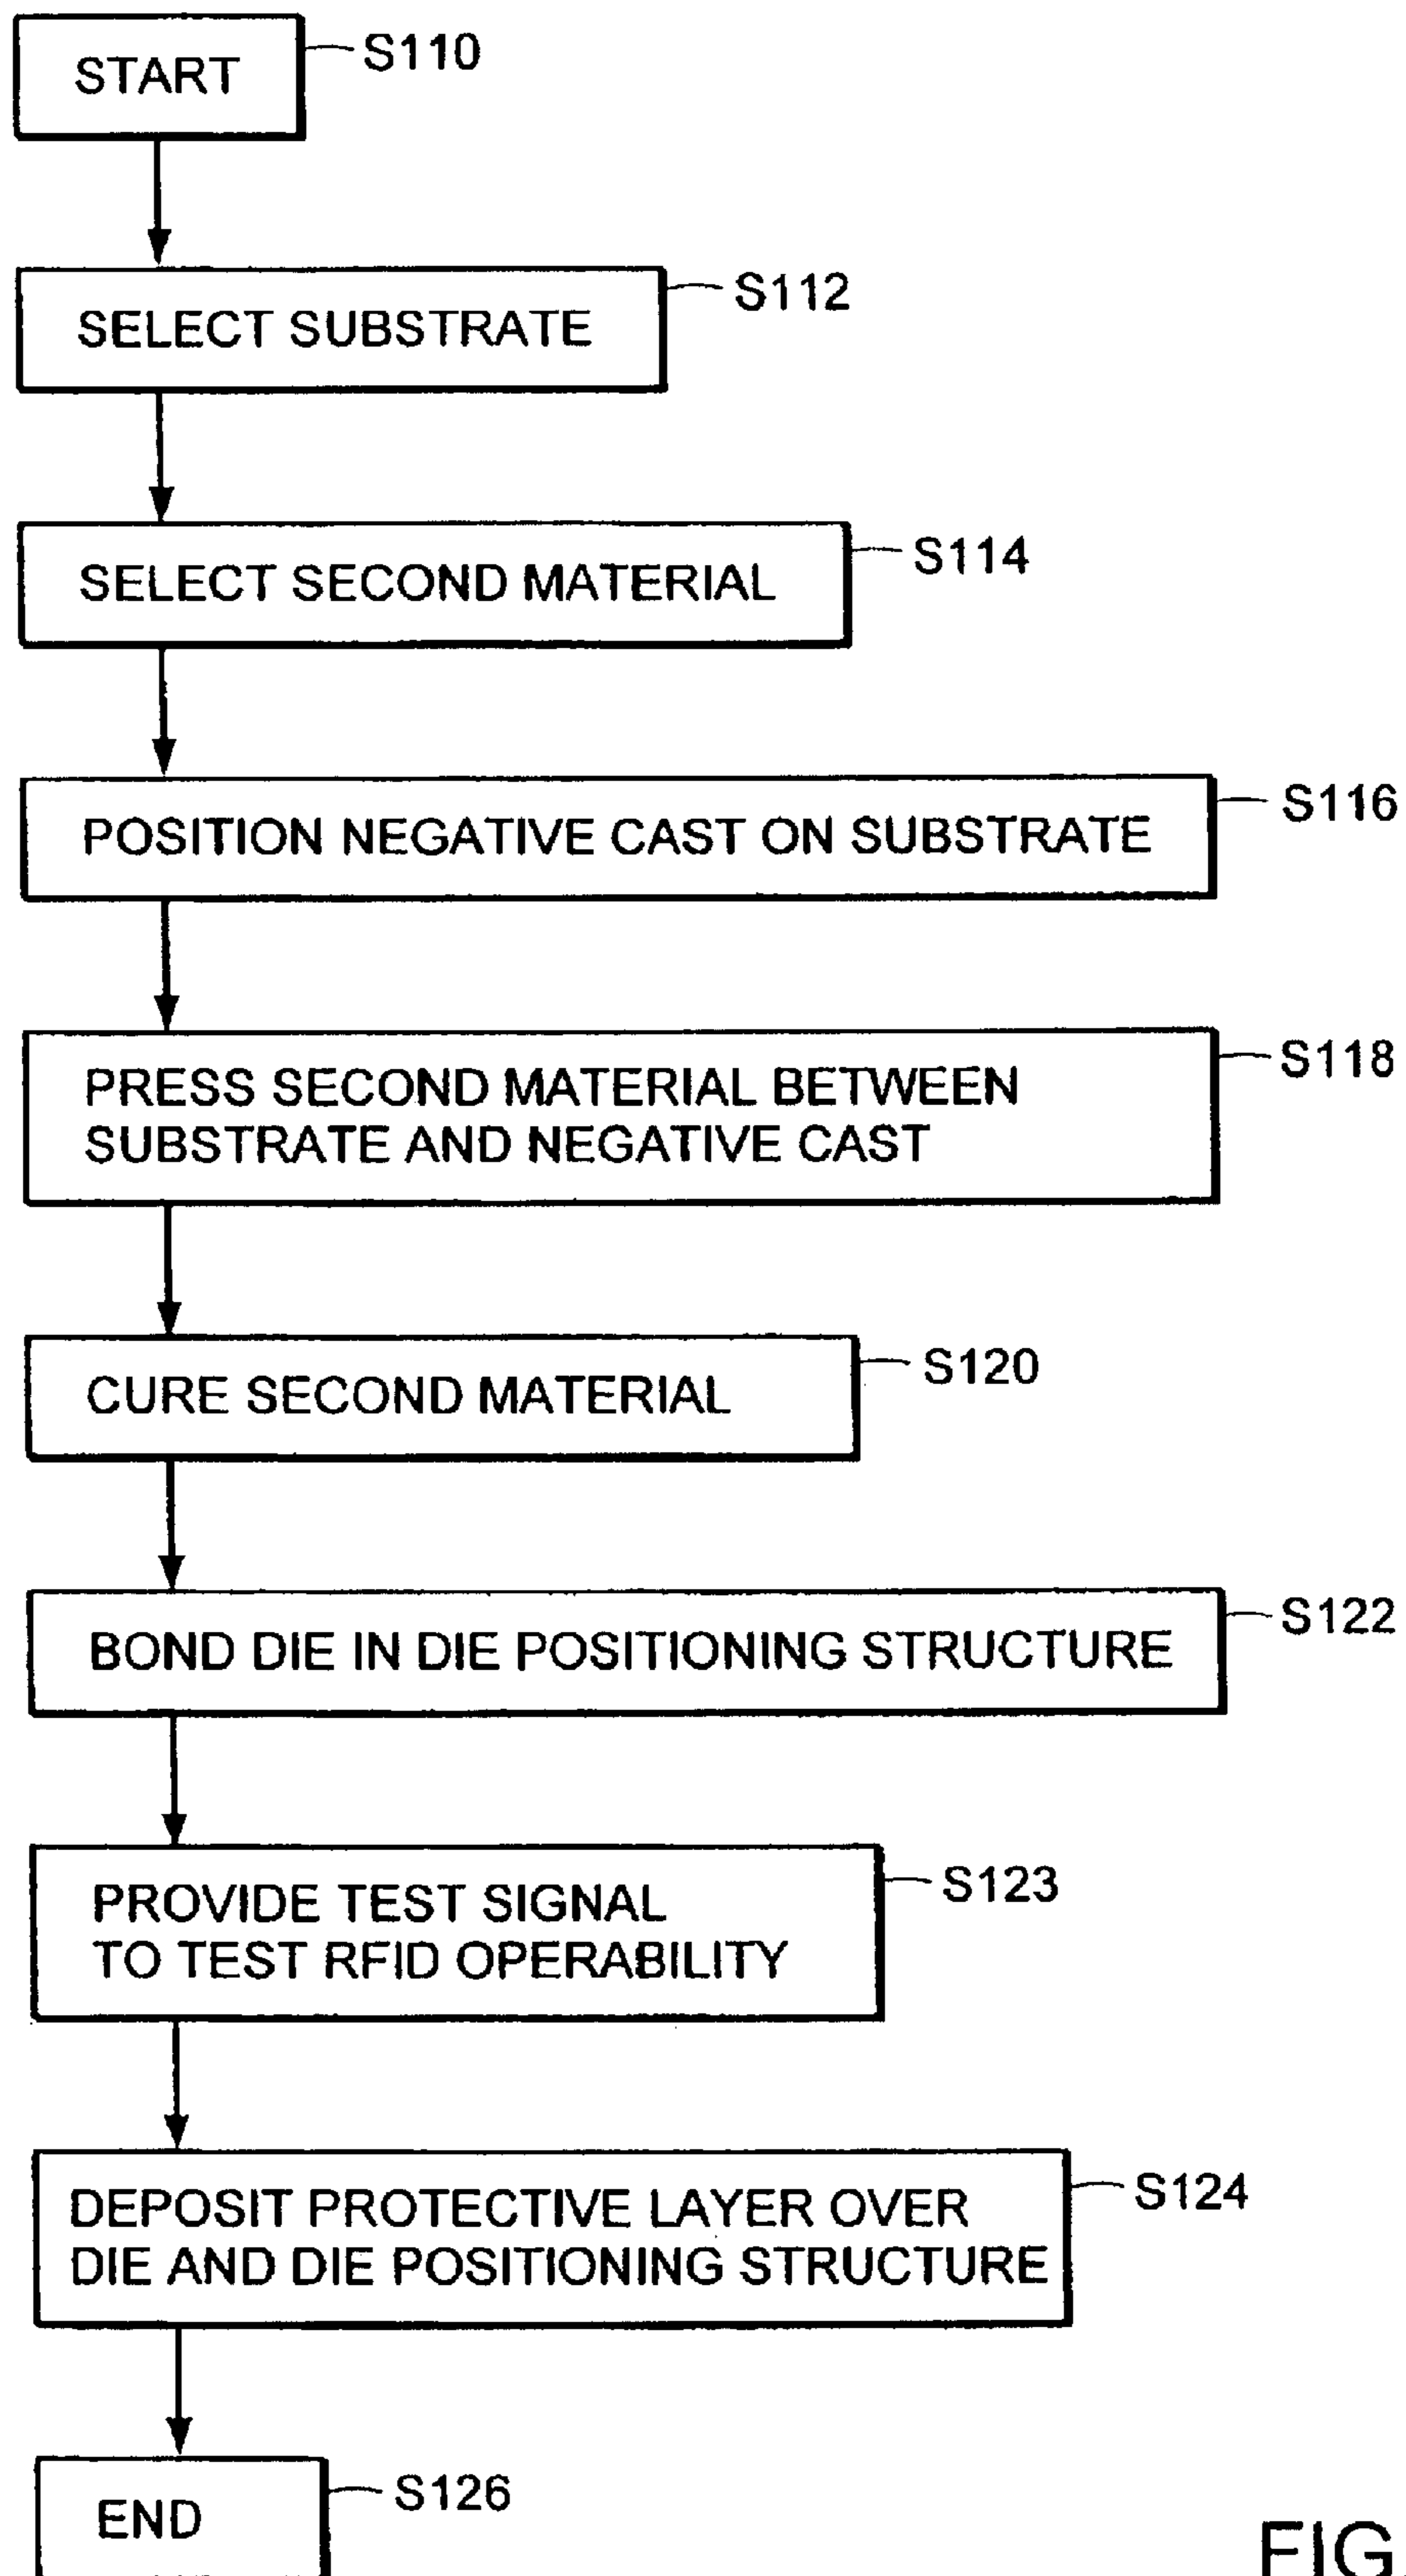 START
S110
SELECT SUBSTRATE
S112
SELECT SECOND MATERIAL
S114
POSITION NEGATIVE CAST ON SUBSTRATE
S116
PRESS SECOND MATERIAL BETWEEN
SUBSTRATE AND NEGATIVE CAST
S118
CURE SECOND MATERIAL
S120
BOND DIE IN DIE POSITIONING STRUCTURE
S122
PROVIDE TEST SIGNAL
TO TEST RFID OPERABILITY
S123
DEPOSIT PROTECTIVE LAYER OVER
DIE AND DIE POSITIONING STRUCTURE
S124
END
S126
FIG.